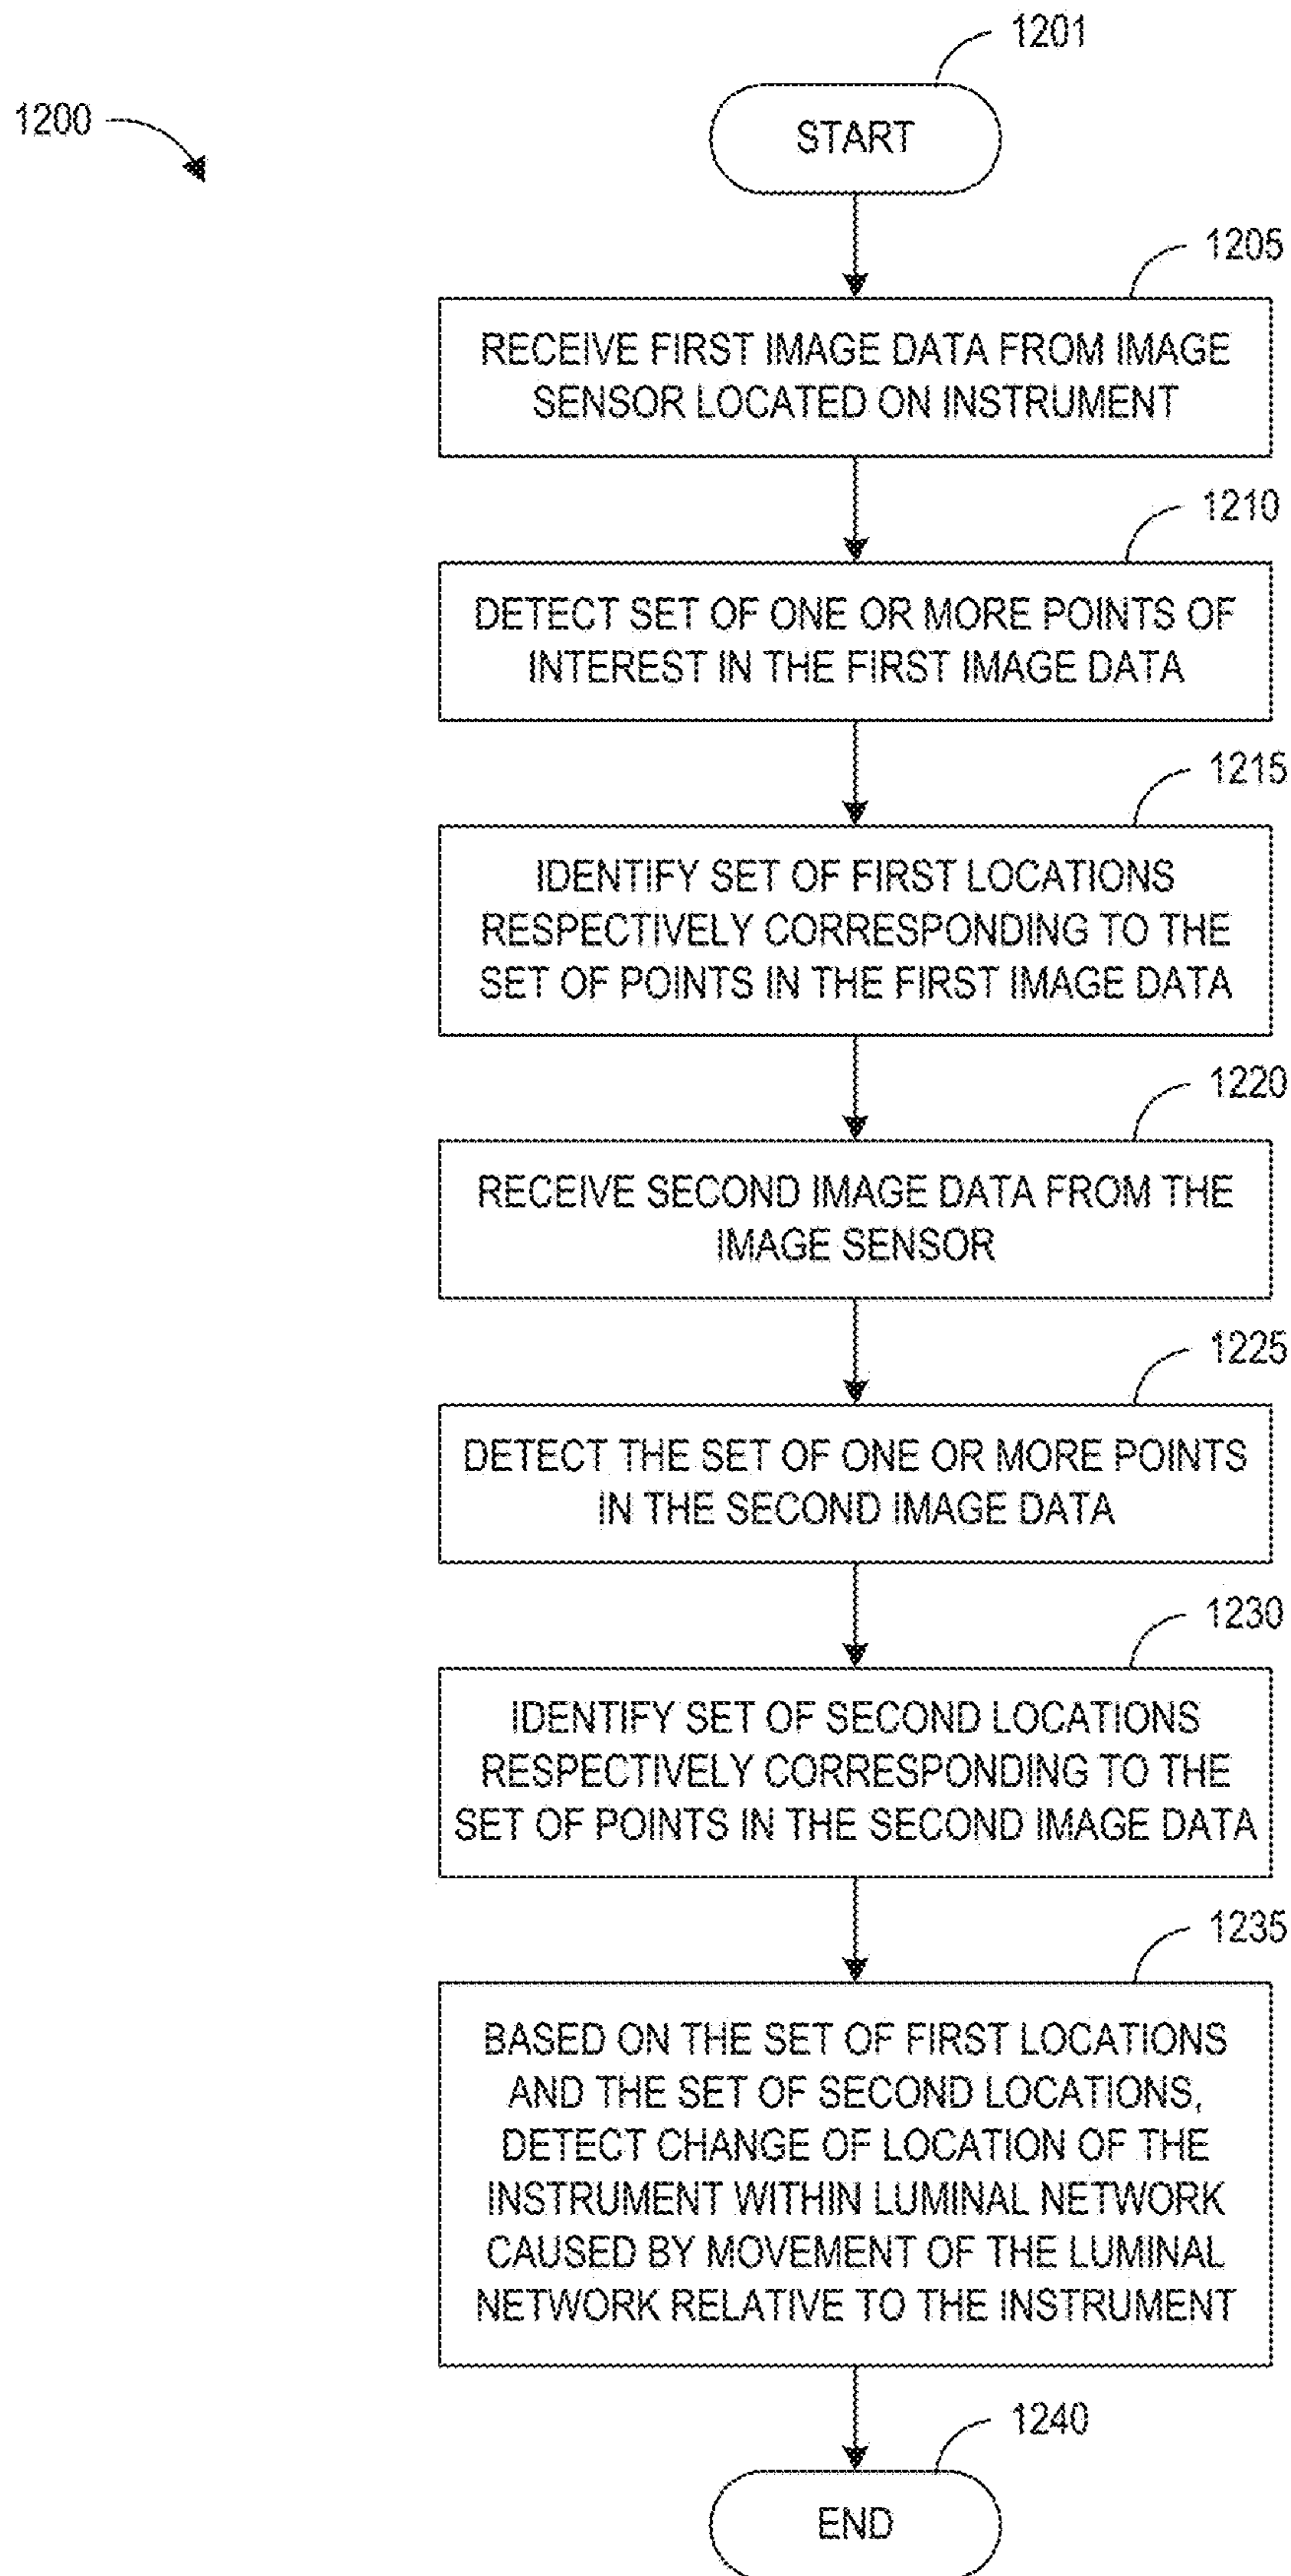 1201
1200
START
1205
RECEIVE FIRST IMAGE DATA FROM IMAGE
SENSOR LOCATED ON INSTRUMENT
1210
DETECT SET OF ONE OR MORE POINTS OF
INTEREST IN THE FIRST IMAGE DATA
1215
IDENTIFY SET OF FIRST LOCATIONS
RESPECTIVELY CORRESPONDING TO THE
SET OF POINTS IN THE FIRST IMAGE DATA
1220
RECEIVE SECOND IMAGE DATA FROM THE
IMAGE SENSOR
1225
DETECT THE SET OF ONE OR MORE POINTS
IN THE SECOND IMAGE DATA
1230
IDENTIFY SET OF SECOND LOCATIONS
RESPECTIVELY CORRESPONDING TO THE
SET OF POINTS IN THE SECOND IMAGE DATA
1235
BASED ON THE SET OF FIRST LOCATIONS
AND THE SET OF SECOND LOCATIONS,
DETECT CHANGE OF LOCATION OF THE
INSTRUMENT WITHIN LUMINAL NETWORK
CAUSED BY MOVEMENT OF THE LUMINAL
NETWORK RELATIVE TO THE INSTRUMENT
1240
END